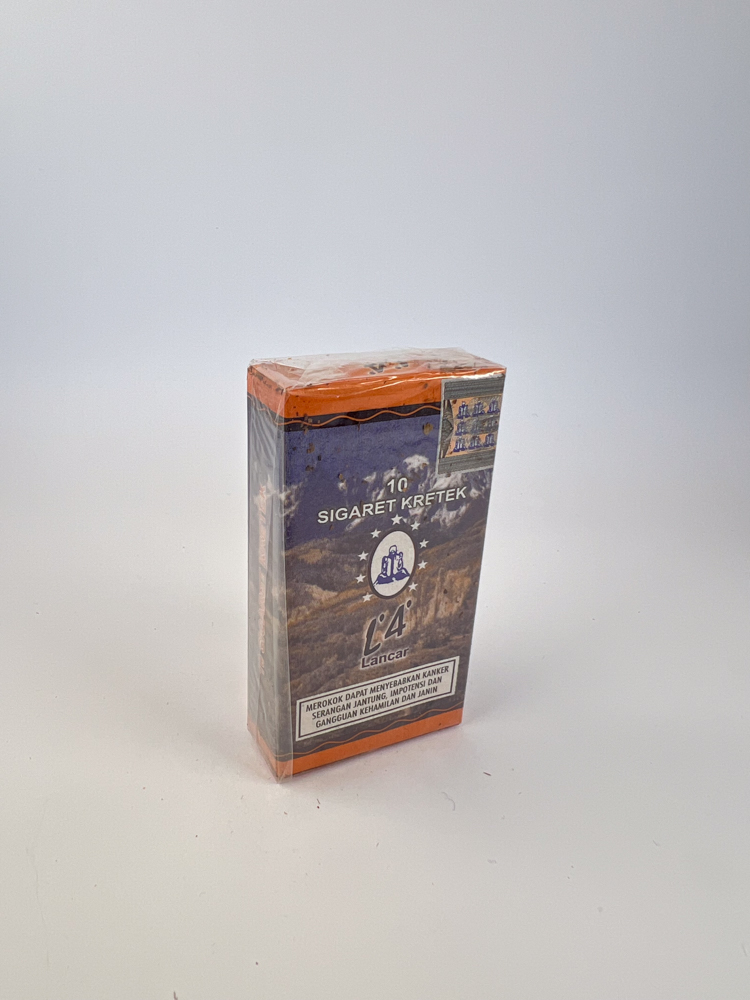 10
SIGARET KRETEK
L'4'
Lancar
MEROKOK DAPAT MENYEBABKAN KANKER
SERANGAN JANTUNG, IMPOTENSI DAN
GANGGUAN KEHAMILAN DAN JANIN